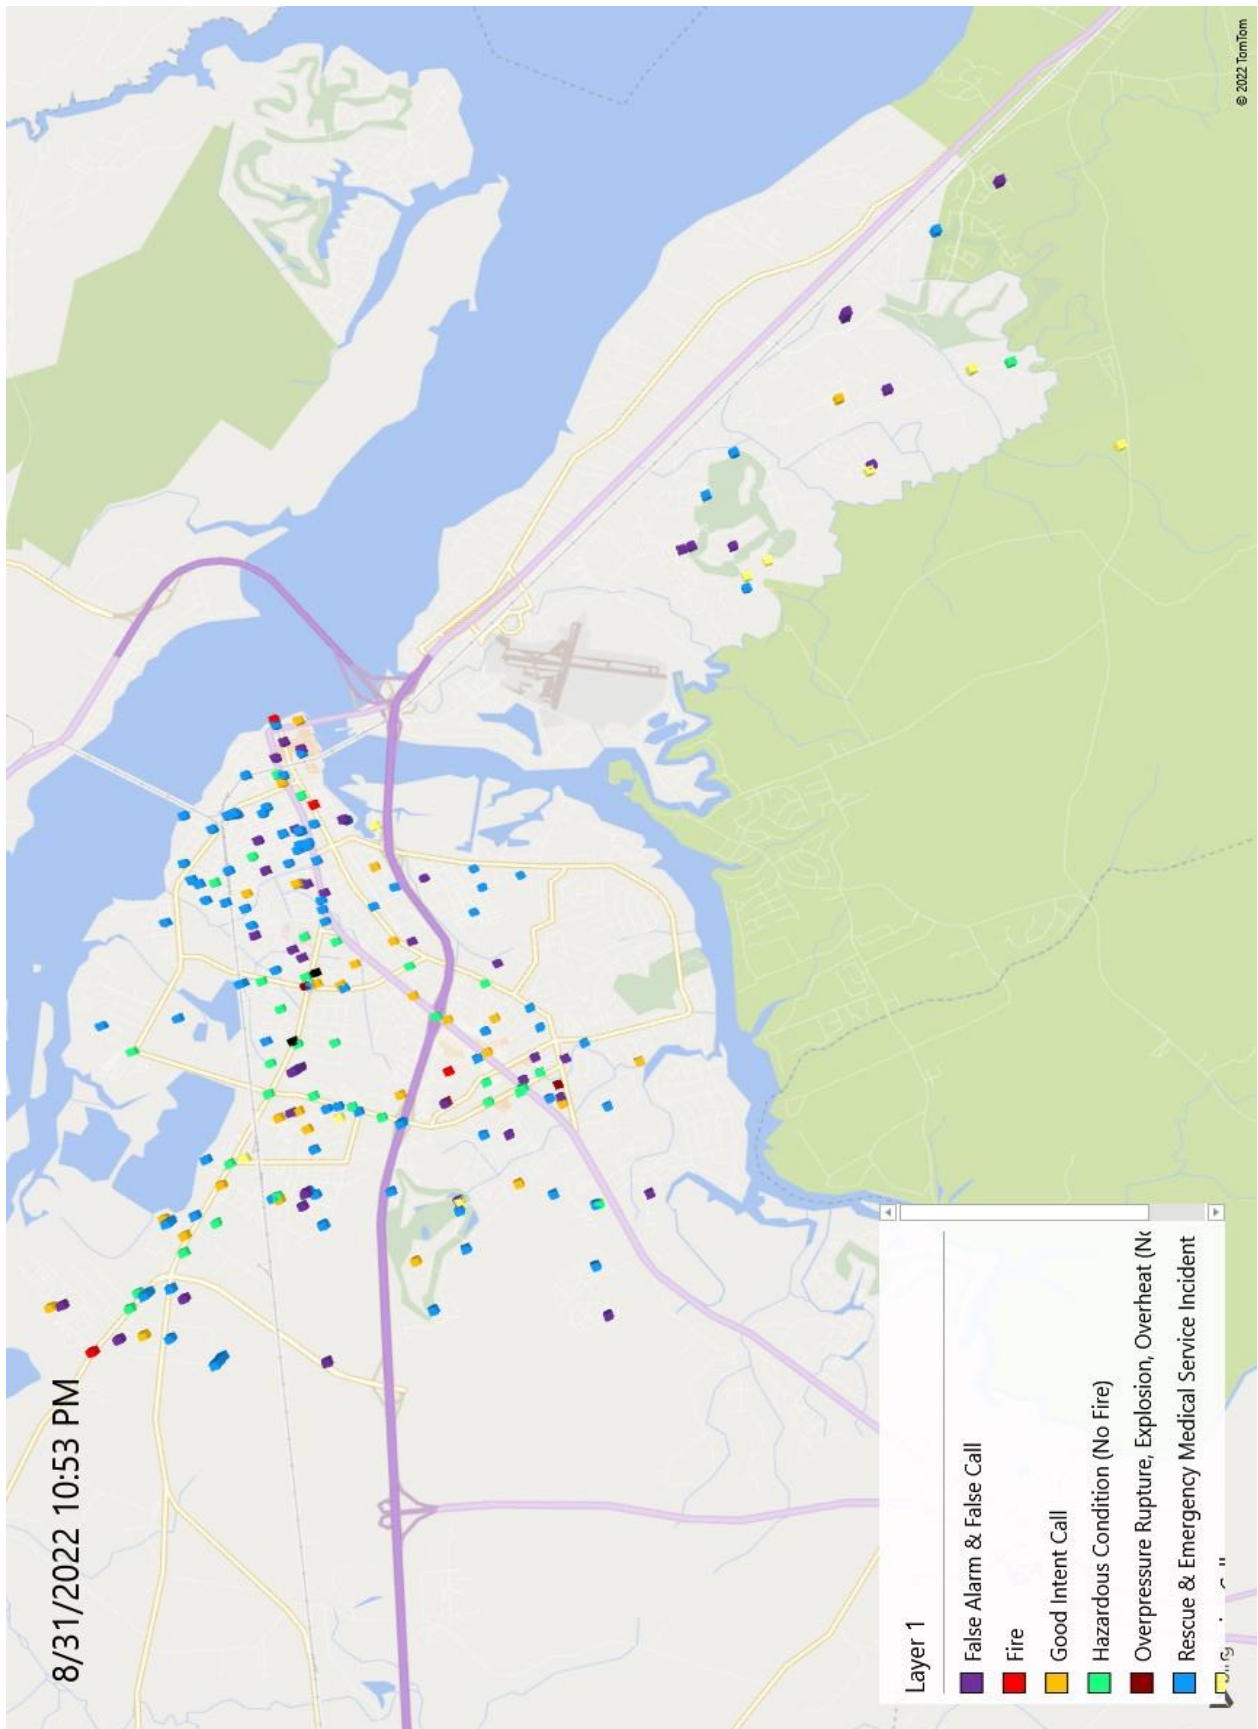 8/31/2022 10:53 PM
Layer 1
False Alarm & False Call
Fire
Good Intent Call
Hazardous Condition (No Fire)
Overpressure Rupture, Explosion, Overheat (No
Rescue & Emergency Medical Service Incident
© 2022 TomTom